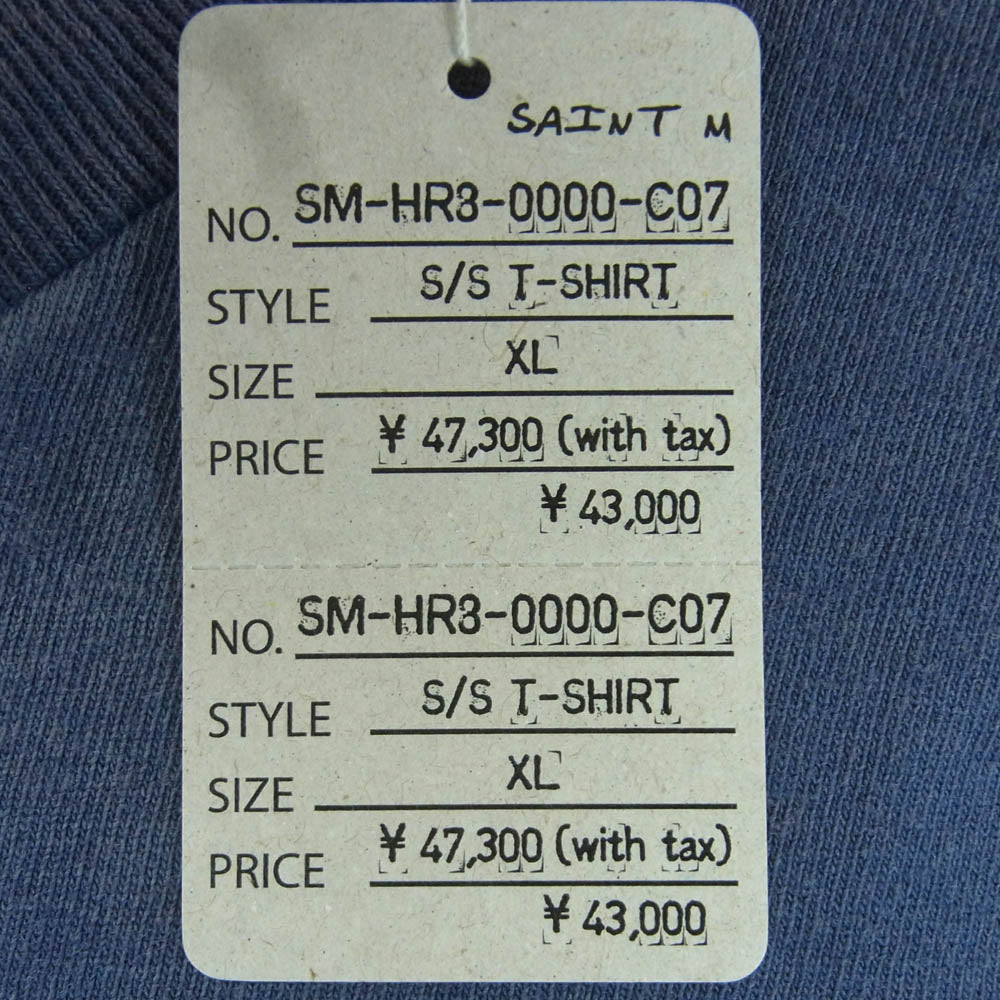 SAINT M
NO. SM-HR3-0000-C07
STYLE S/S T-SHIRT
SIZE XL
PRICE ¥ 47,300 (with tax)
¥ 43,000
NO. SM-HR3-0000-C07
STYLE S/S T-SHIRT
SIZE XL
PRICE ¥ 47,300 (with tax)
¥ 43,000